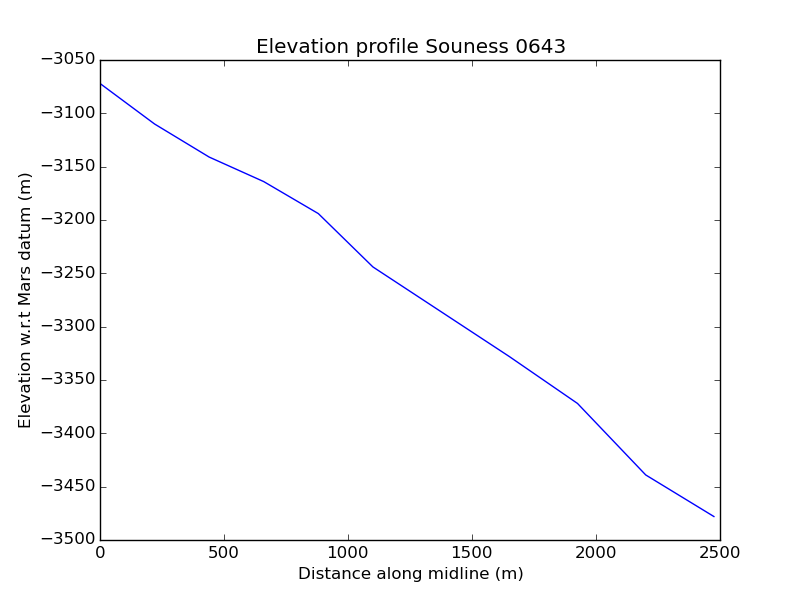 Elevation profile Souness 0643
−3050
−3100
−3150
−3200
−3250
−3300
−3350
−3400
−3450
−3500
Elevation w.r.t Mars datum (m)
0 500 1000 1500 2000 2500
Distance along midline (m)